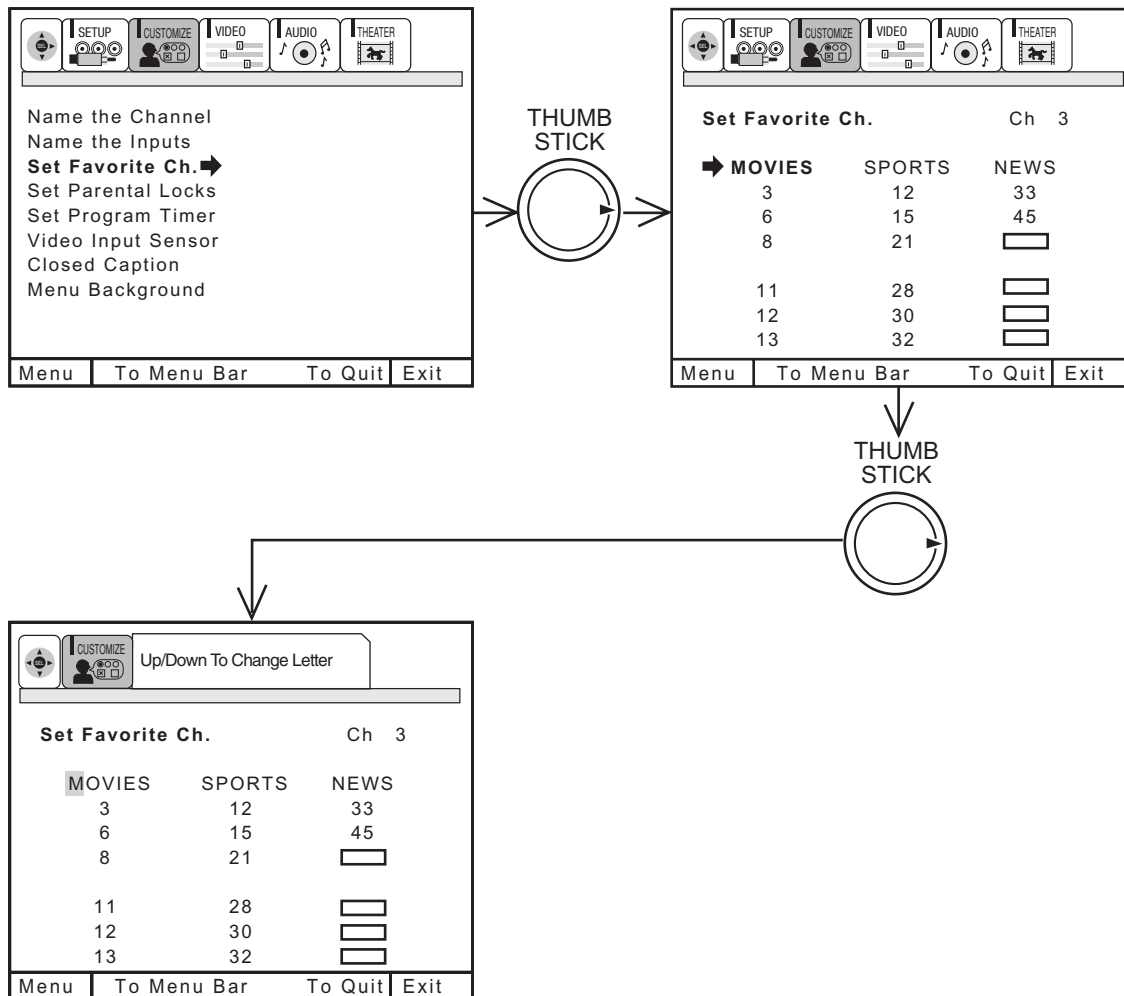 SEL SETUP CUSTOMIZE VIDEO AUDIO THEATER
Name the Channel
Name the Inputs
Set Favorite Ch.
Set Parental Locks
Set Program Timer
Video Input Sensor
Closed Caption
Menu Background
Menu To Menu Bar To Quit Exit
THUMB
STICK
SEL SETUP CUSTOMIZE VIDEO AUDIO THEATER
Set Favorite Ch. Ch 3
MOVIES SPORTS NEWS
3 12 33
6 15 45
8 21
11 28
12 30
13 32
Menu To Menu Bar To Quit Exit
THUMB
STICK
SEL CUSTOMIZE Up/Down To Change Letter
Set Favorite Ch. Ch 3
MOVIES SPORTS NEWS
3 12 33
6 15 45
8 21
11 28
12 30
13 32
Menu To Menu Bar To Quit Exit